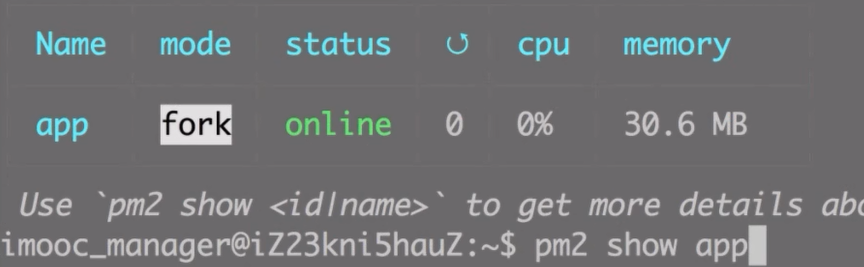 Name mode status ↺ cpu memory
app fork online 0 0% 30.6 MB
Use `pm2 show <id|name>` to get more details
imooc_manager@iZ23kni5hauZ:~$ pm2 show app